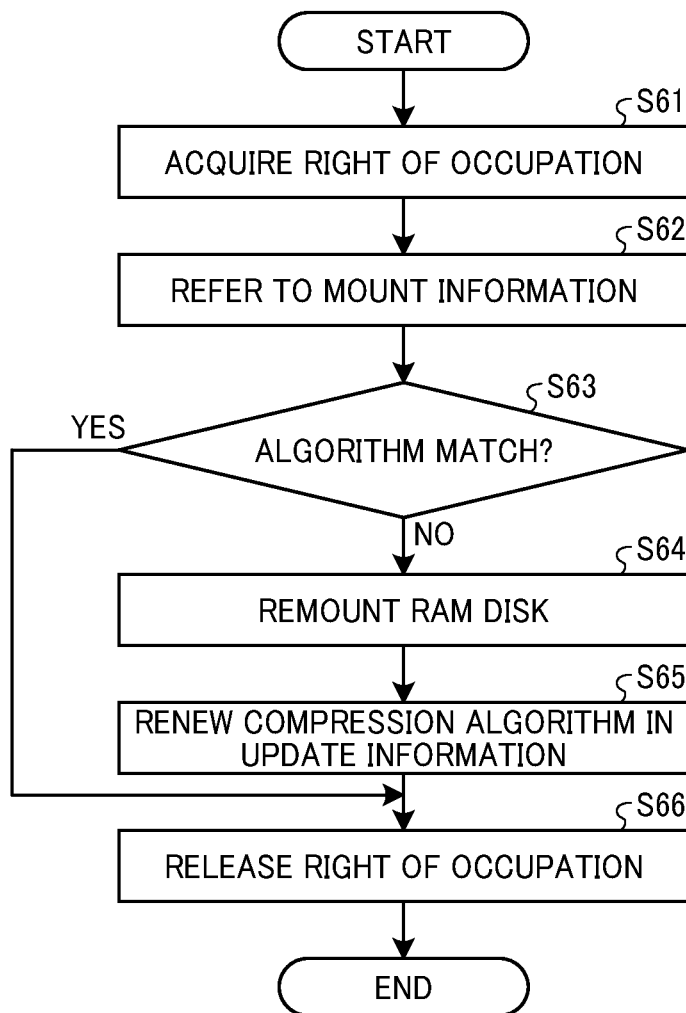 START
S61
ACQUIRE RIGHT OF OCCUPATION
S62
REFER TO MOUNT INFORMATION
S63
YES
ALGORITHM MATCH?
NO
S64
REMOUNT RAM DISK
S65
RENEW COMPRESSION ALGORITHM IN
UPDATE INFORMATION
S66
RELEASE RIGHT OF OCCUPATION
END